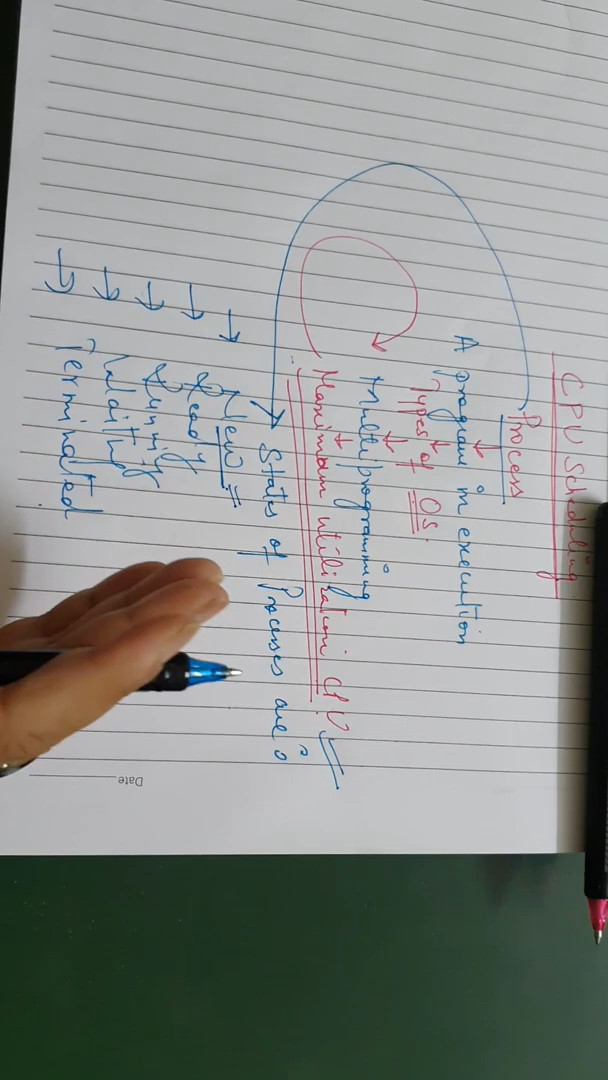 CPU Scheduling
Process
A program in execution
Types of OS.
Multiprogramming
Maximum utilization CPU
States of Processes are :
New
Ready
Running
Waiting
Terminated
Date